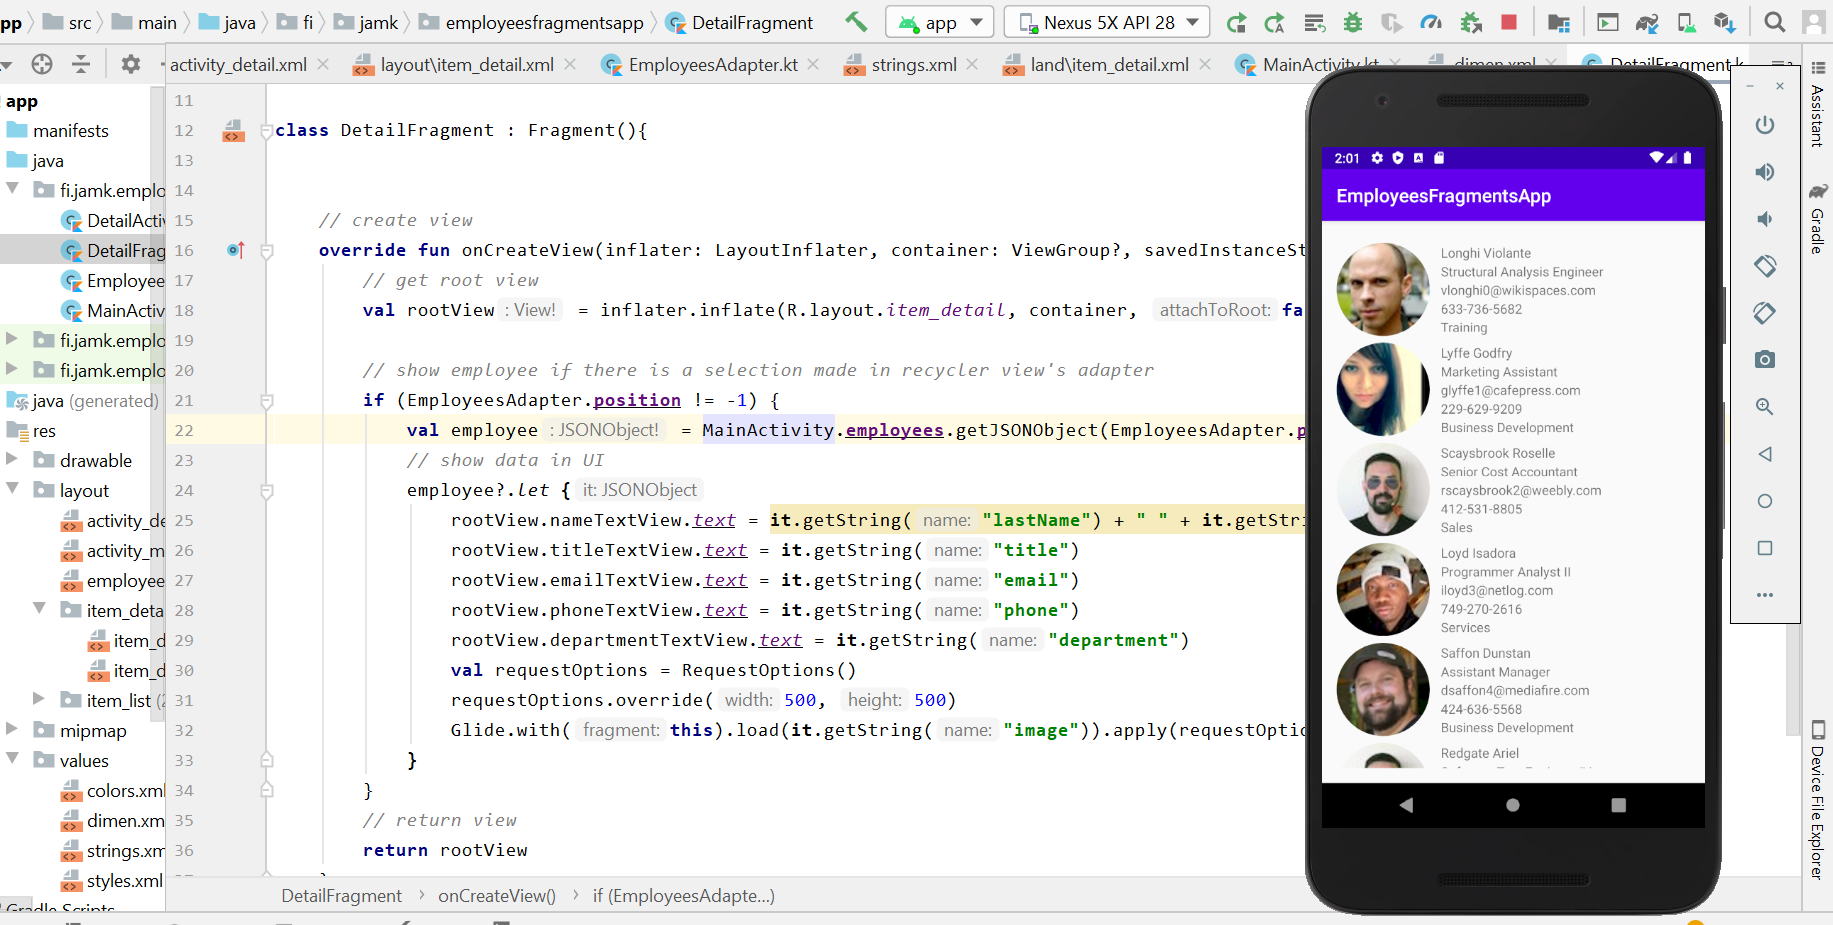 pp src main java fi jamk employeesfragmentsapp DetailFragment app Nexus 5X API 28
activity_detail.xml layout\item_detail.xml EmployeesAdapter.kt strings.xml land\item_detail.xml MainActivity.kt dimen.xml DetailFragment.k
app
manifests
java
fi.jamk.emplo
DetailActiv
DetailFrag
Employee
MainActiv
fi.jamk.emplo
fi.jamk.emplo
java (generated)
res
drawable
layout
activity_de
activity_m
employee
item_deta
item_d
item_d
item_list (2
mipmap
values
colors.xml
dimen.xm
strings.xm
styles.xml
Gradle Scripts
11
12 class DetailFragment : Fragment(){
13
14
15 // create view
16 override fun onCreateView(inflater: LayoutInflater, container: ViewGroup?, savedInstanceSt
17 // get root view
18 val rootView : View! = inflater.inflate(R.layout.item_detail, container, attachToRoot: fa
19
20 // show employee if there is a selection made in recycler view's adapter
21 if (EmployeesAdapter.position != -1) {
22 val employee : JSONObject! = MainActivity.employees.getJSONObject(EmployeesAdapter.p
23 // show data in UI
24 employee?.let { it: JSONObject
25 rootView.nameTextView.text = it.getString( name: "lastName") + " " + it.getStri
26 rootView.titleTextView.text = it.getString( name: "title")
27 rootView.emailTextView.text = it.getString( name: "email")
28 rootView.phoneTextView.text = it.getString( name: "phone")
29 rootView.departmentTextView.text = it.getString( name: "department")
30 val requestOptions = RequestOptions()
31 requestOptions.override( width: 500, height: 500)
32 Glide.with( fragment: this).load(it.getString( name: "image")).apply(requestOptio
33 }
34 }
35 // return view
36 return rootView
DetailFragment › onCreateView() › if (EmployeesAdapte...)
2:01
EmployeesFragmentsApp
Longhi Violante
Structural Analysis Engineer
vlonghi0@wikispaces.com
633-736-5682
Training
Lyffe Godfry
Marketing Assistant
glyffe1@cafepress.com
229-629-9209
Business Development
Scaysbrook Roselle
Senior Cost Accountant
rscaysbrook2@weebly.com
412-531-8805
Sales
Loyd Isadora
Programmer Analyst II
iloyd3@netlog.com
749-270-2616
Services
Saffon Dunstan
Assistant Manager
dsaffon4@mediafire.com
424-636-5568
Business Development
Redgate Ariel
Assistant
Gradle
Device File Explorer